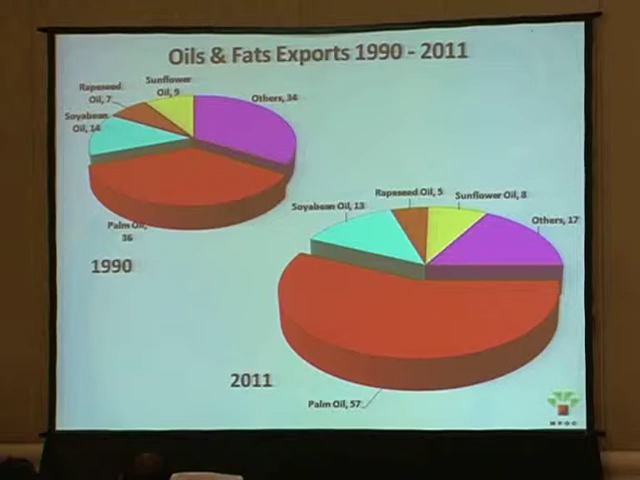 Oils & Fats Exports 1990 - 2011
Rapeseed
Oil, 7
Sunflower
Oil, 9
Others, 34
Soyabean
Oil, 14
Palm Oil,
36
1990
Soyabean Oil, 13
Rapeseed Oil, 5
Sunflower Oil, 8
Others, 17
2011
Palm Oil, 57
MPOC